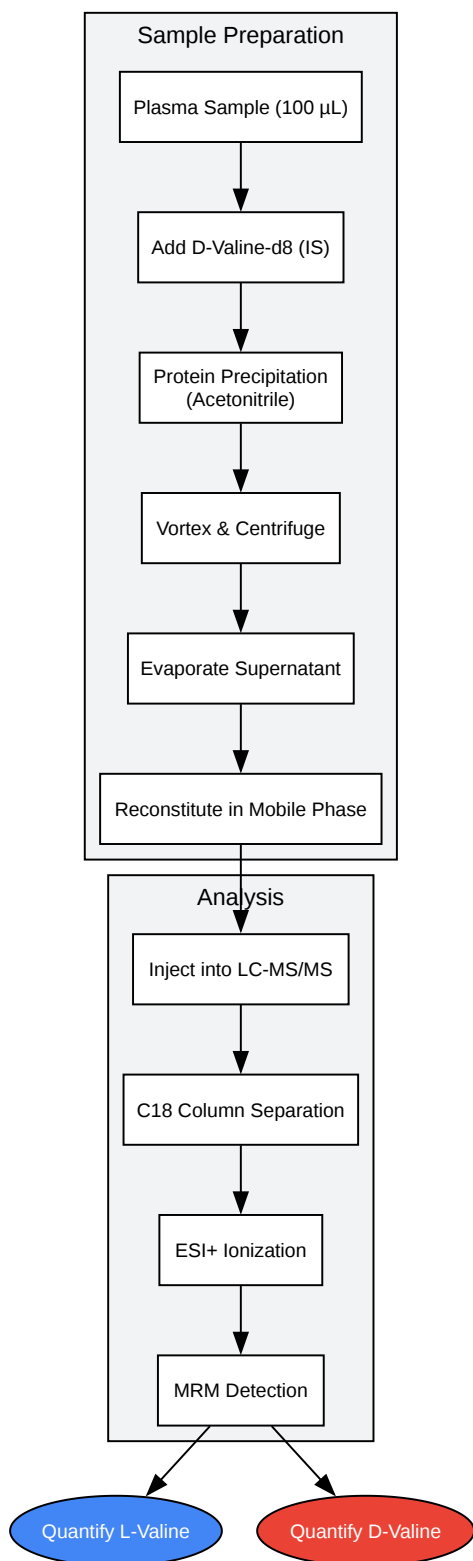 Sample Preparation
Plasma Sample (100 µL)
Add D-Valine-d8 (IS)
Protein Precipitation
(Acetonitrile)
Vortex & Centrifuge
Evaporate Supernatant
Reconstitute in Mobile Phase
Analysis
Inject into LC-MS/MS
C18 Column Separation
ESI+ Ionization
MRM Detection
Quantify L-Valine
Quantify D-Valine